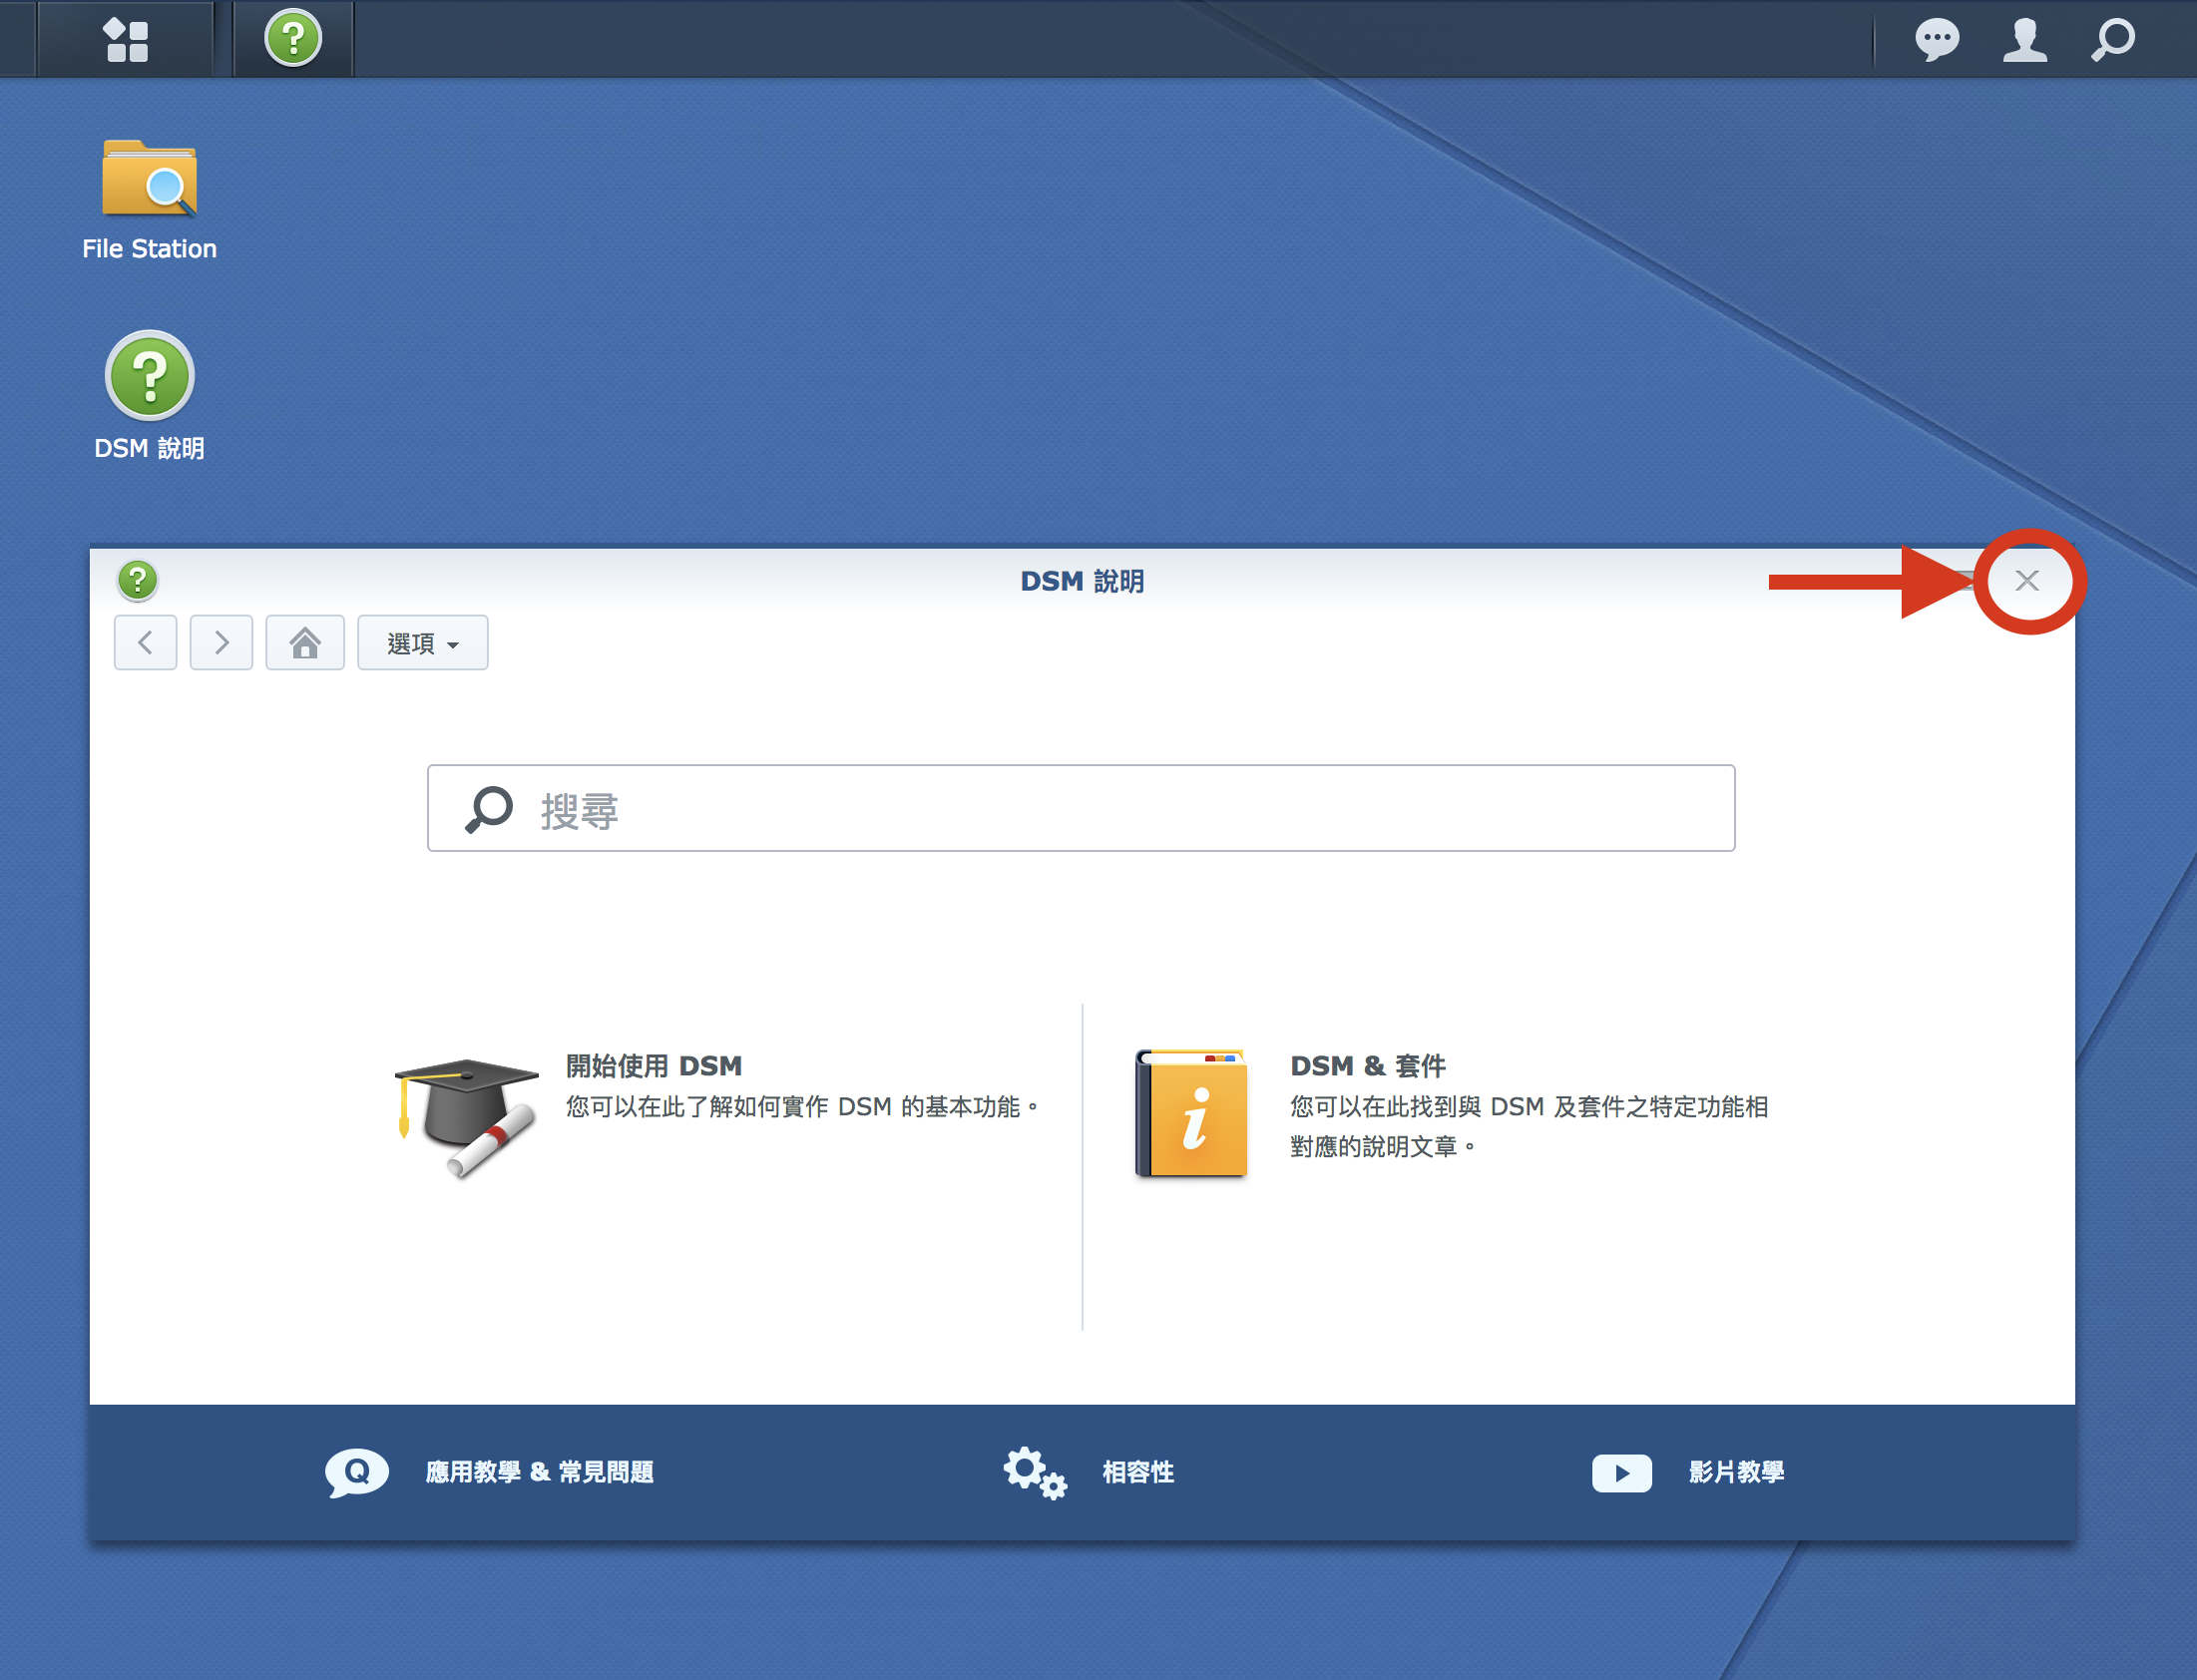 File Station
DSM 說明
DSM 說明
選項
搜尋
開始使用 DSM
您可以在此了解如何實作 DSM 的基本功能。
DSM & 套件
您可以在此找到與 DSM 及套件之特定功能相
對應的說明文章。
應用教學 & 常見問題
相容性
影片教學